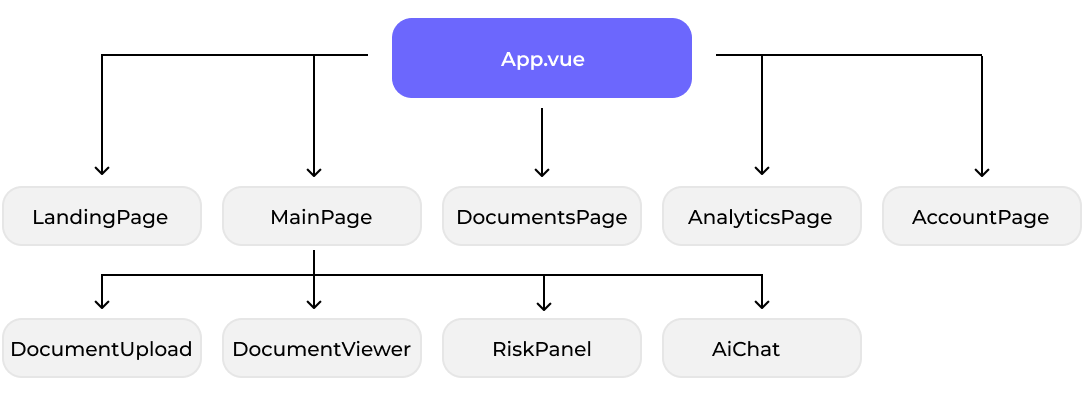 App.vue
LandingPage
MainPage
DocumentsPage
AnalyticsPage
AccountPage
DocumentUpload
DocumentViewer
RiskPanel
AiChat